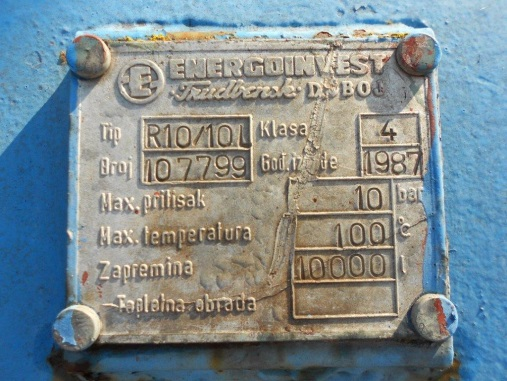 E ENERGOINVEST
Tip R10/10L Klasa 4
Broj 107799 God. 1987
Max. pritisak 10 bar
Max. temperatura 100 °C
Zapremina 10000 l
Toplotna obrada